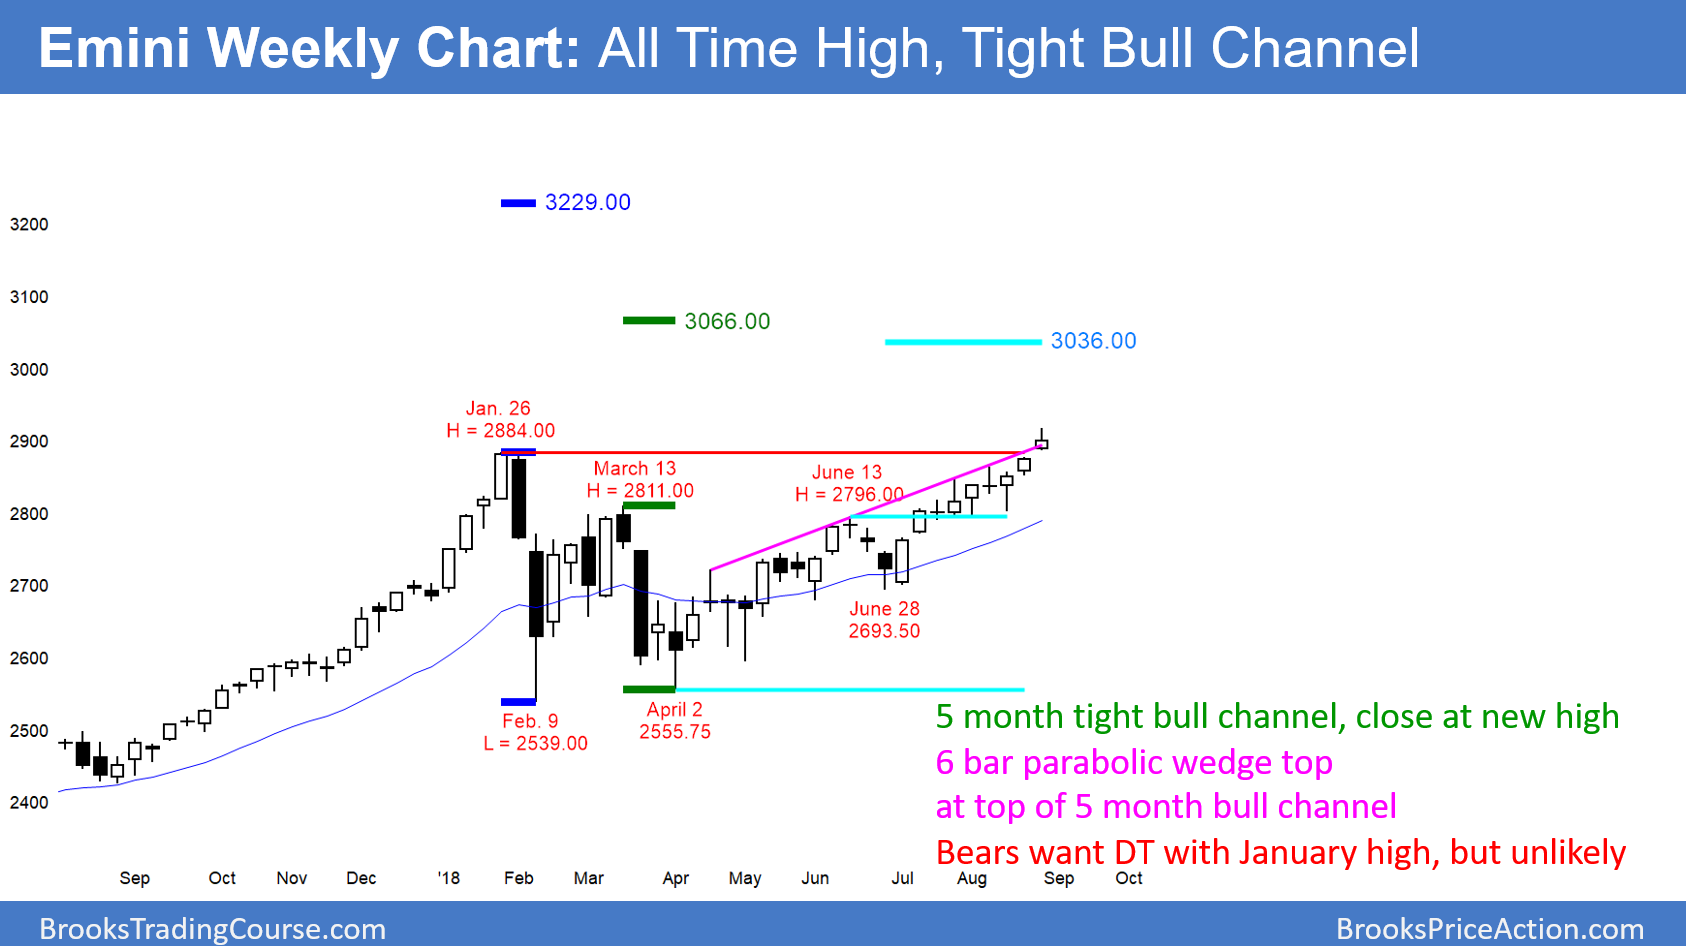 Emini Weekly Chart: All Time High, Tight Bull Channel
3229.00
3200
3100
3066.00
3036.00
3000
Jan. 26
H = 2884.00
2900
March 13
H = 2811.00
June 13
H = 2796.00
2800
2700
June 28
2693.50
2600
Feb. 9
L = 2539.00
April 2
2555.75
2500
2400
5 month tight bull channel, close at new high
6 bar parabolic wedge top
at top of 5 month bull channel
Bears want DT with January high, but unlikely
Sep Oct Nov Dec '18 Feb Mar Apr May Jun Jul Aug Sep Oct
BrooksTradingCourse.com
BrooksPriceAction.com